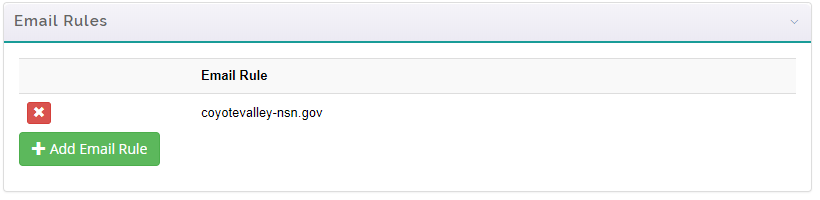 Email Rules
Email Rule
coyotevalley-nsn.gov
Add Email Rule